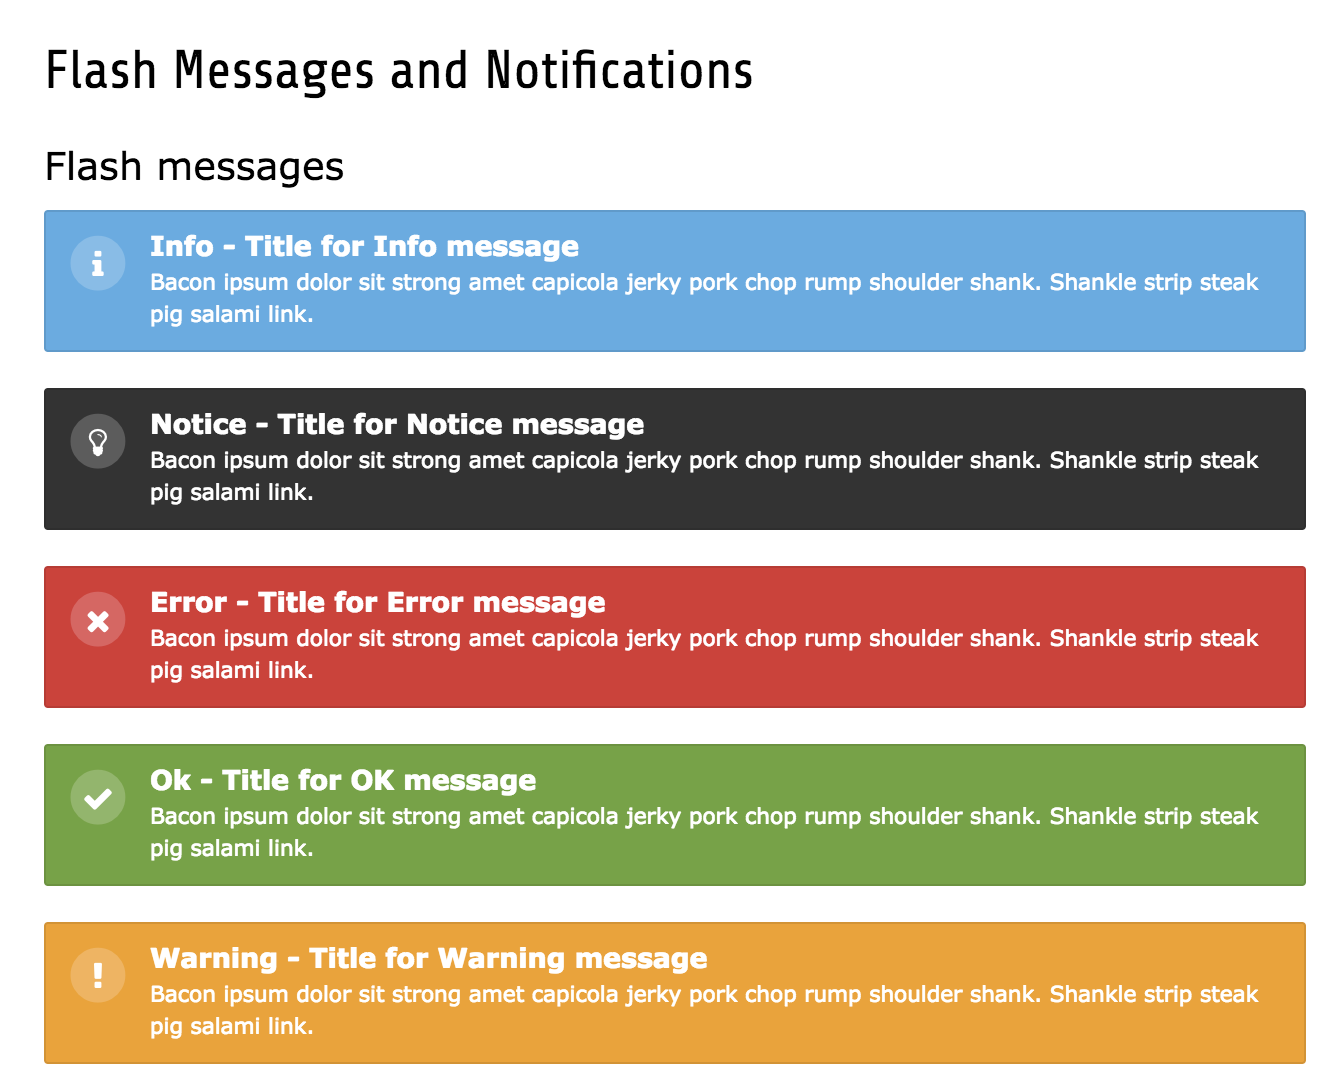 Flash Messages and Notifications
Flash messages
Info - Title for Info message
Bacon ipsum dolor sit strong amet capicola jerky pork chop rump shoulder shank. Shankle strip steak
pig salami link.
Notice - Title for Notice message
Bacon ipsum dolor sit strong amet capicola jerky pork chop rump shoulder shank. Shankle strip steak
pig salami link.
Error - Title for Error message
Bacon ipsum dolor sit strong amet capicola jerky pork chop rump shoulder shank. Shankle strip steak
pig salami link.
Ok - Title for OK message
Bacon ipsum dolor sit strong amet capicola jerky pork chop rump shoulder shank. Shankle strip steak
pig salami link.
Warning - Title for Warning message
Bacon ipsum dolor sit strong amet capicola jerky pork chop rump shoulder shank. Shankle strip steak
pig salami link.